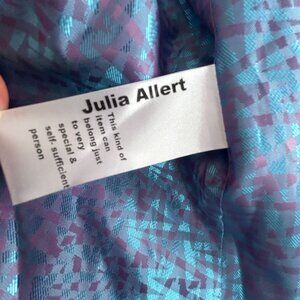 Julia Allert
This Kind of
item can
belong just
to very
special &
self- sufficient
person